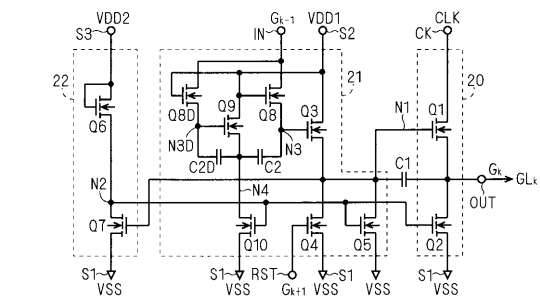 VDD2 Gk-1 VDD1 CLK
S3 IN S2 CK
22 21 20
Q6 Q8D Q9 Q8 Q3 N1 Q1
N3D N3
C2D C2 C1 Gk GLk
N2 N4 OUT
Q7 Q10 Q4 Q5 Q2
S1 S1 RST S1 S1
VSS VSS Gk+1 VSS VSS VSS